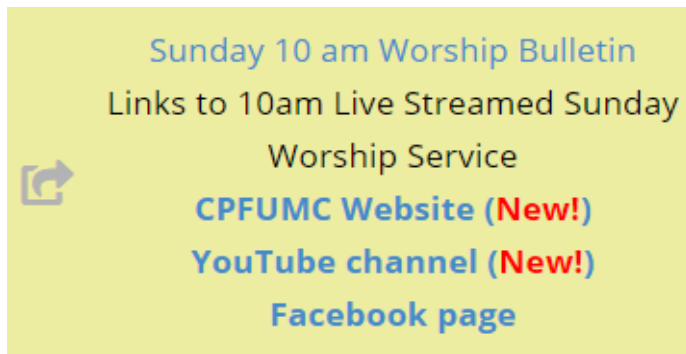 Sunday 10 am Worship Bulletin
Links to 10am Live Streamed Sunday
Worship Service
CPFUMC Website (New!)
YouTube channel (New!)
Facebook page